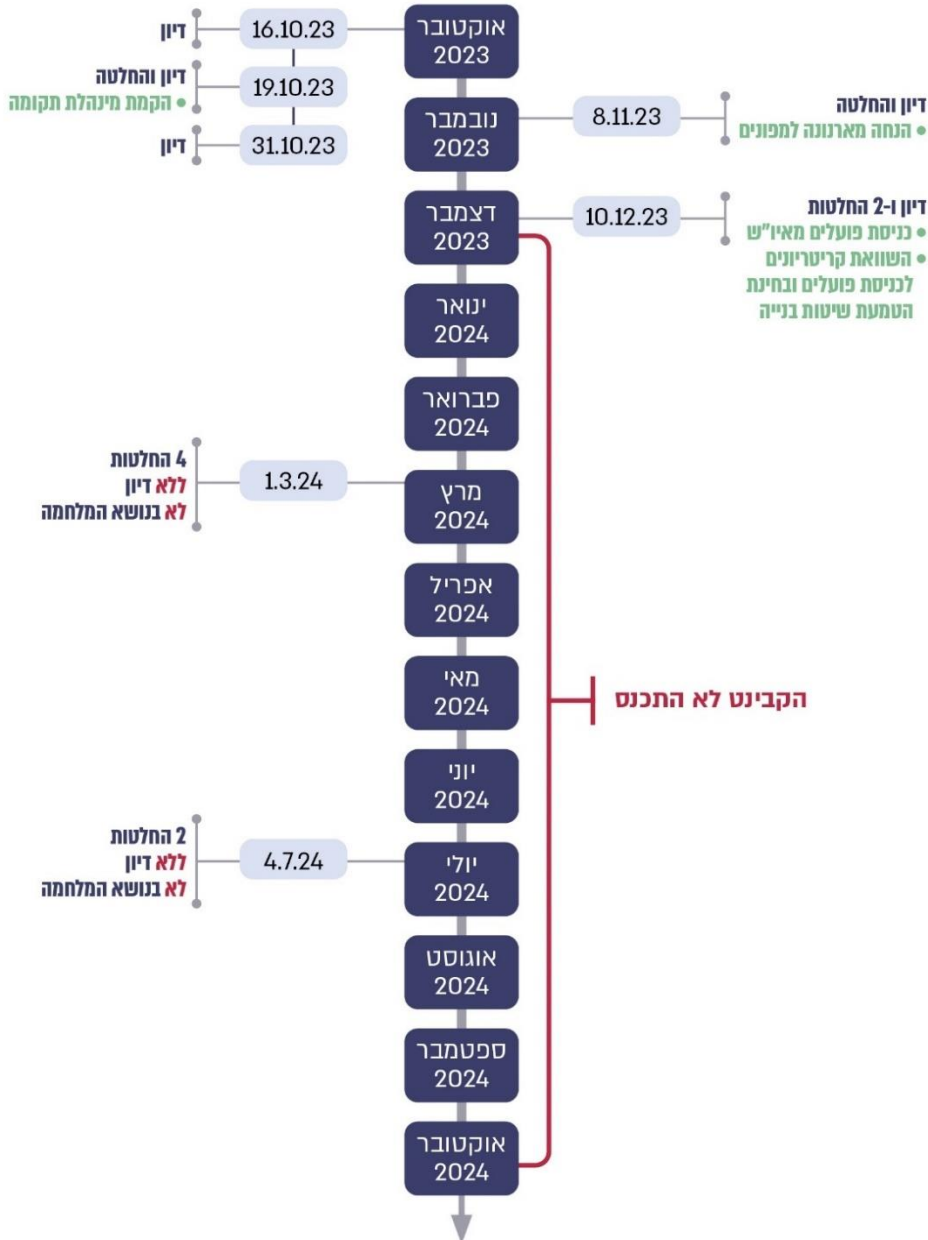 אוקטובר
2023
16.10.23
דיון
19.10.23
דיון והחלטה
• הקמת מינהלת תקומה
31.10.23
דיון
נובמבר
2023
8.11.23
דיון והחלטה
• הנחה מארנונה למפונים
דצמבר
2023
10.12.23
דיון ו-2 החלטות
• כניסת פועלים מאיו"ש
• השוואת קריטריונים
לכניסת פועלים ובחינת
הטמעת שיטות בנייה
ינואר
2024
פברואר
2024
מרץ
2024
1.3.24
4 החלטות
ללא דיון
לא בנושא המלחמה
אפריל
2024
מאי
2024
הקבינט לא התכנס
יוני
2024
יולי
2024
4.7.24
2 החלטות
ללא דיון
לא בנושא המלחמה
אוגוסט
2024
ספטמבר
2024
אוקטובר
2024